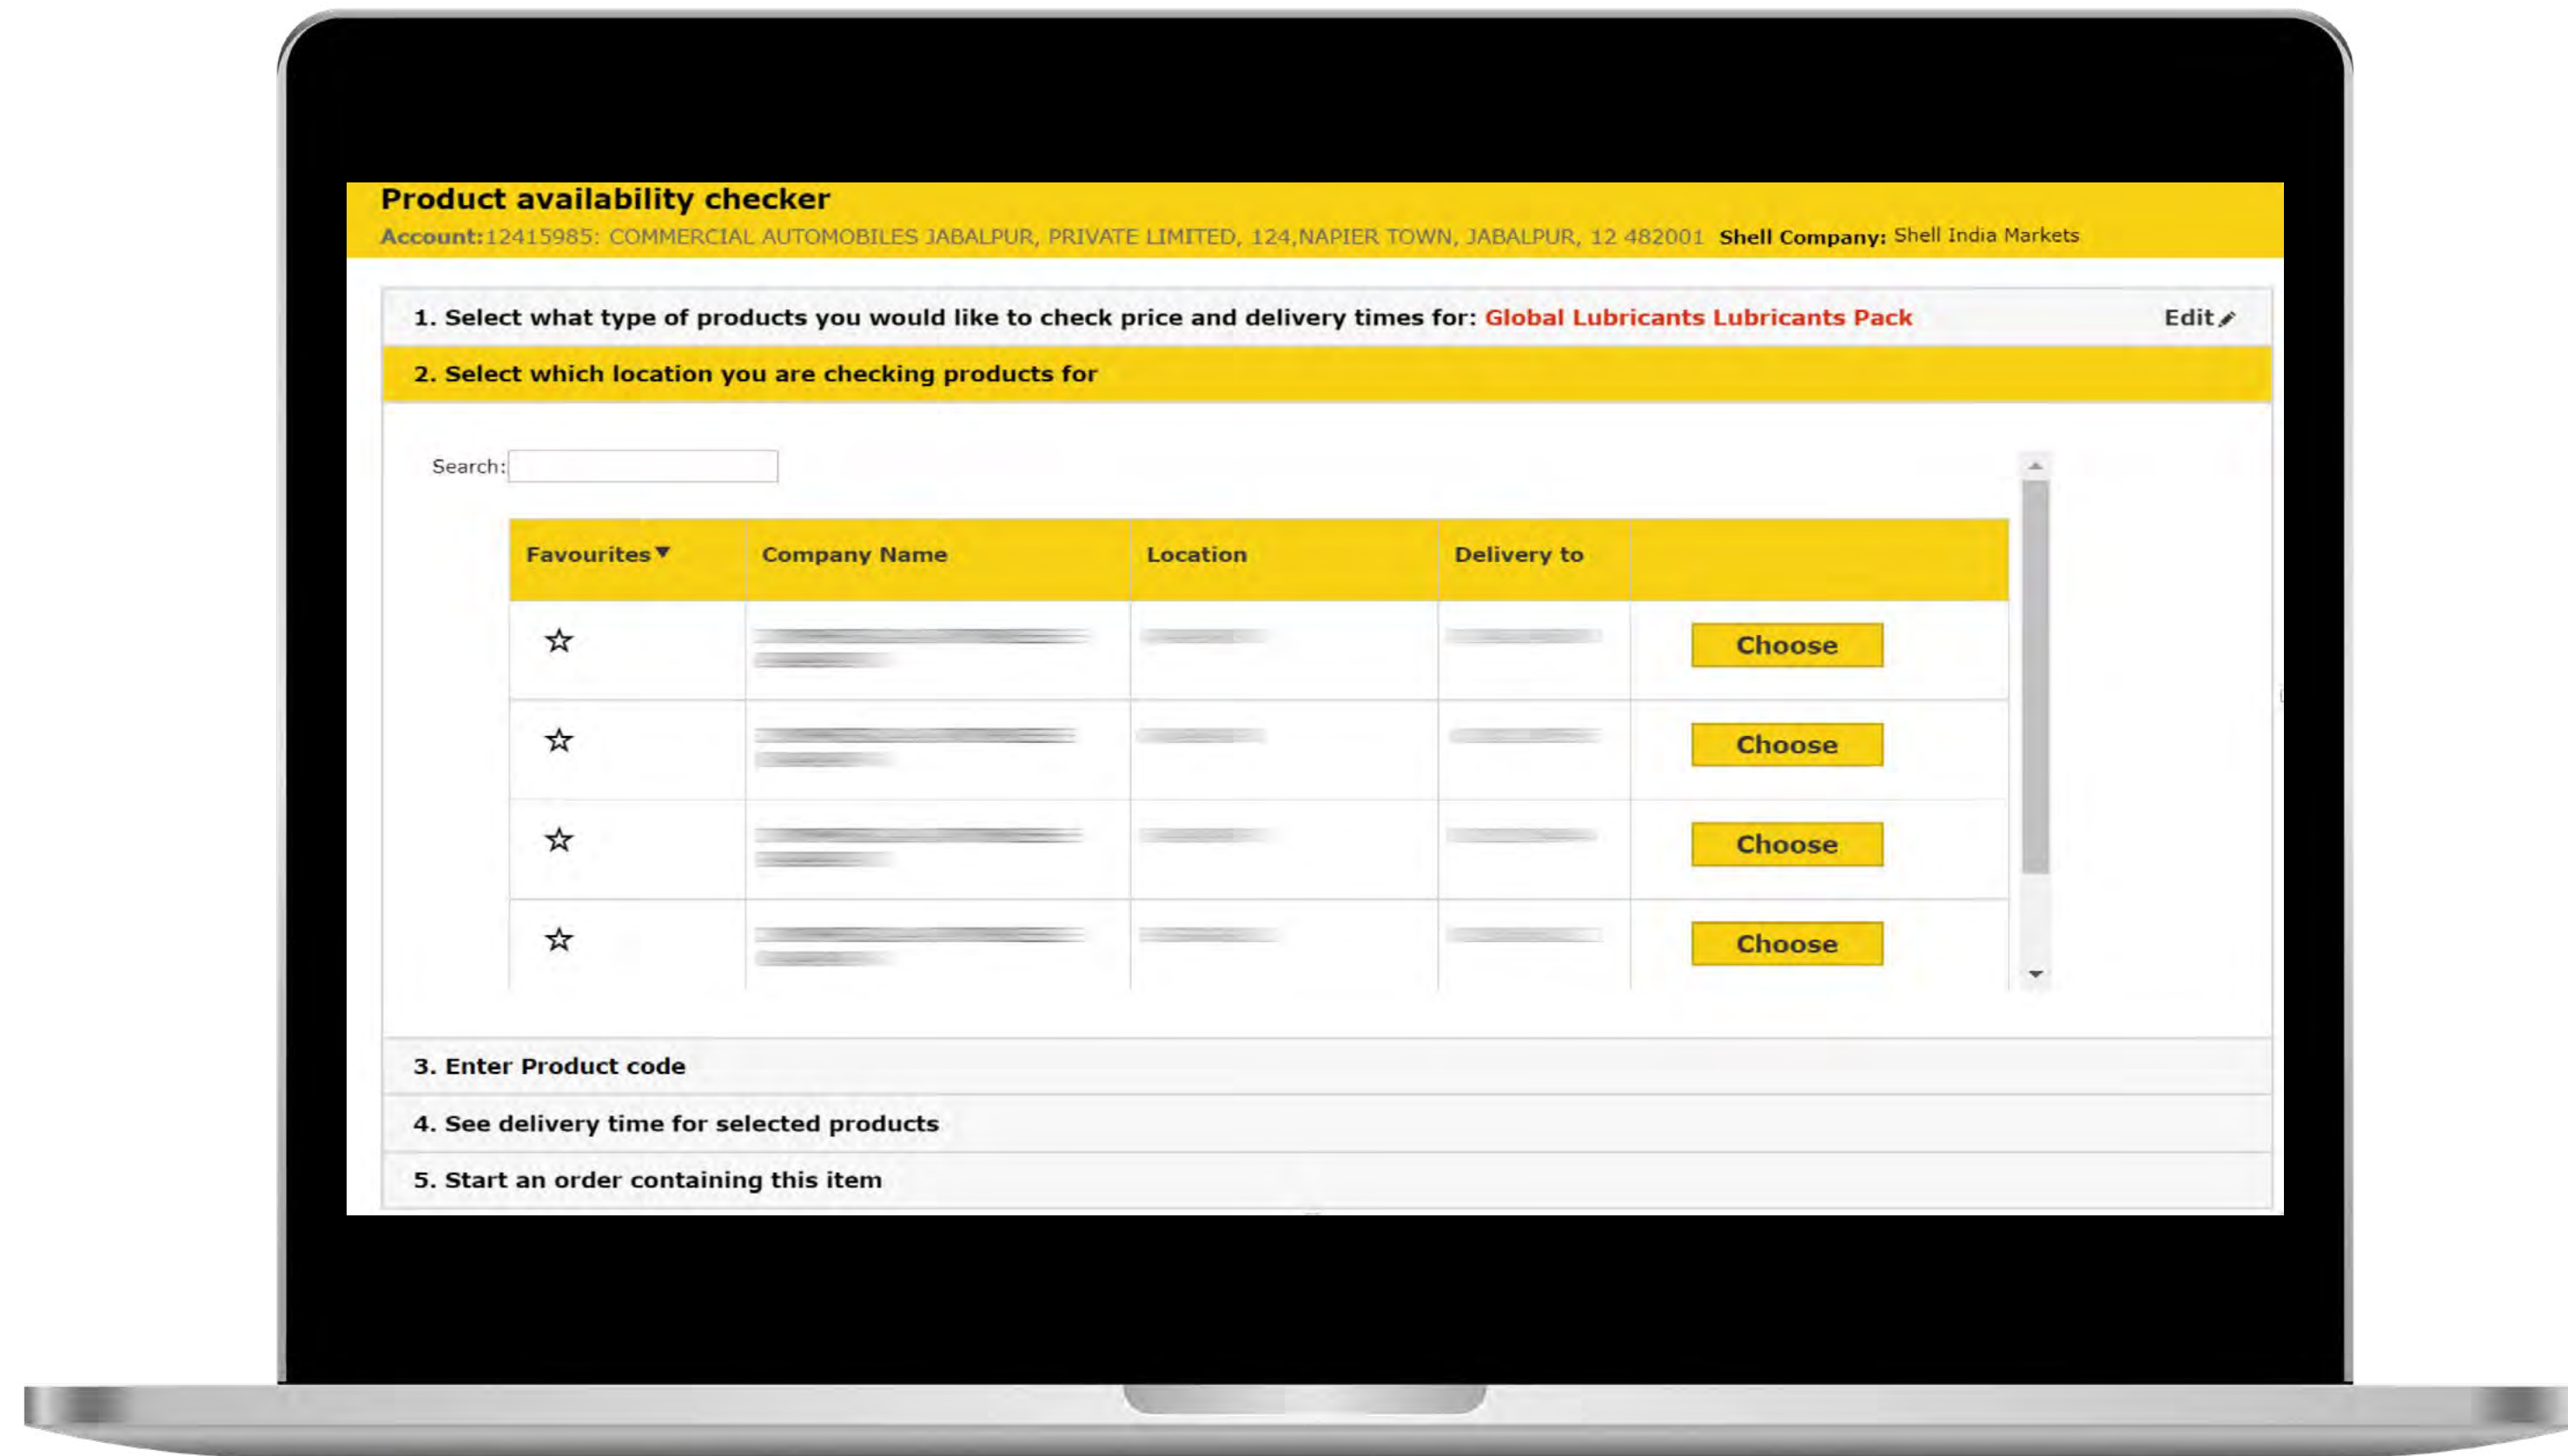 Product availability checker
Account:12415985: COMMERCIAL AUTOMOBILES JABALPUR, PRIVATE LIMITED, 124,NAPIER TOWN, JABALPUR, 12 482001 Shell Company: Shell India Markets
1. Select what type of products you would like to check price and delivery times for: Global Lubricants Lubricants Pack Edit
2. Select which location you are checking products for
Search:
Favourites▼ Company Name Location Delivery to
Choose
Choose
Choose
Choose
3. Enter Product code
4. See delivery time for selected products
5. Start an order containing this item